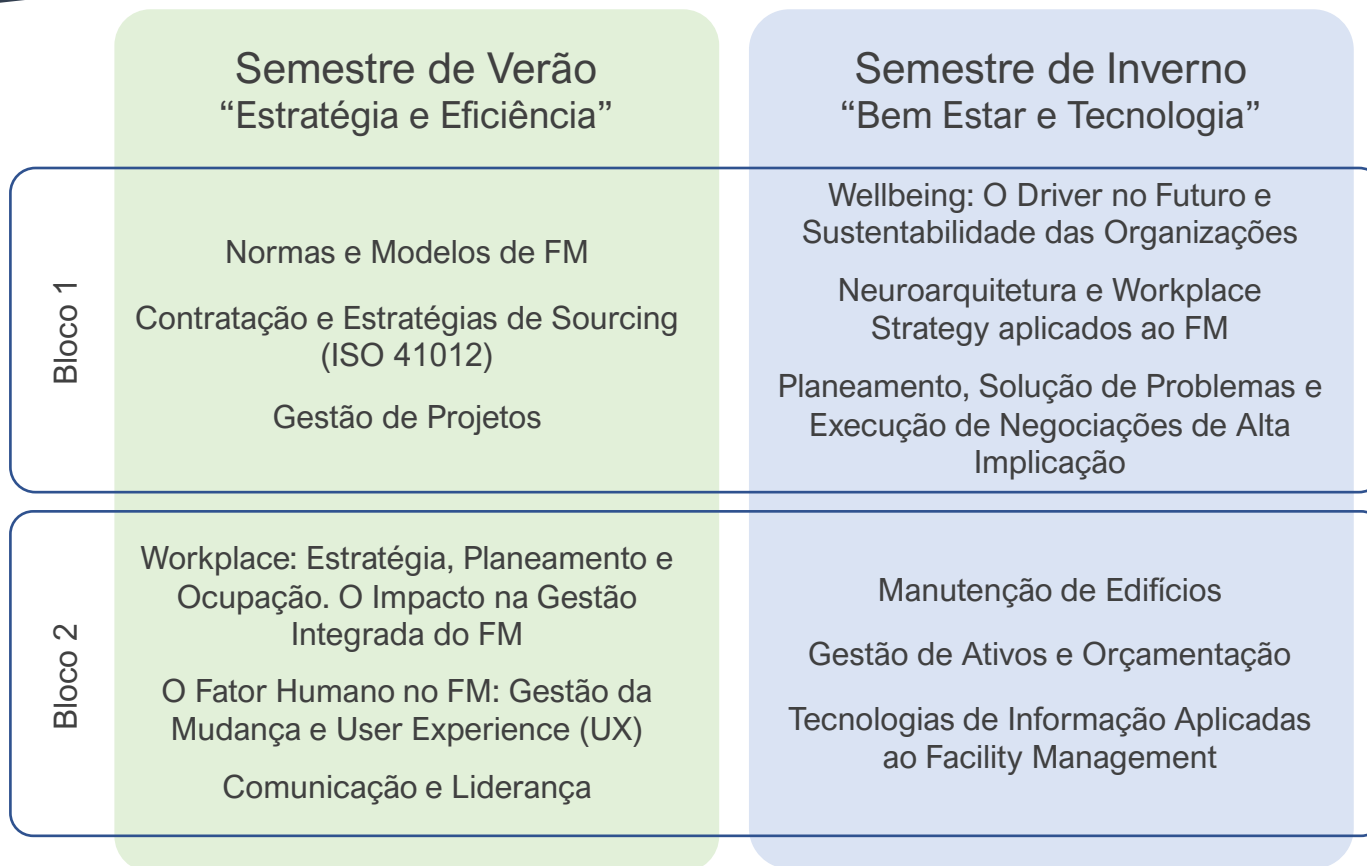 Semestre de Verão
“Estratégia e Eficiência”
Semestre de Inverno
“Bem Estar e Tecnologia”
Bloco 1
Normas e Modelos de FM
Contratação e Estratégias de Sourcing
(ISO 41012)
Gestão de Projetos
Wellbeing: O Driver no Futuro e
Sustentabilidade das Organizações
Neuroarquitetura e Workplace
Strategy aplicados ao FM
Planeamento, Solução de Problemas e
Execução de Negociações de Alta
Implicação
Bloco 2
Workplace: Estratégia, Planeamento e
Ocupação. O Impacto na Gestão
Integrada do FM
O Fator Humano no FM: Gestão da
Mudança e User Experience (UX)
Comunicação e Liderança
Manutenção de Edifícios
Gestão de Ativos e Orçamentação
Tecnologias de Informação Aplicadas
ao Facility Management